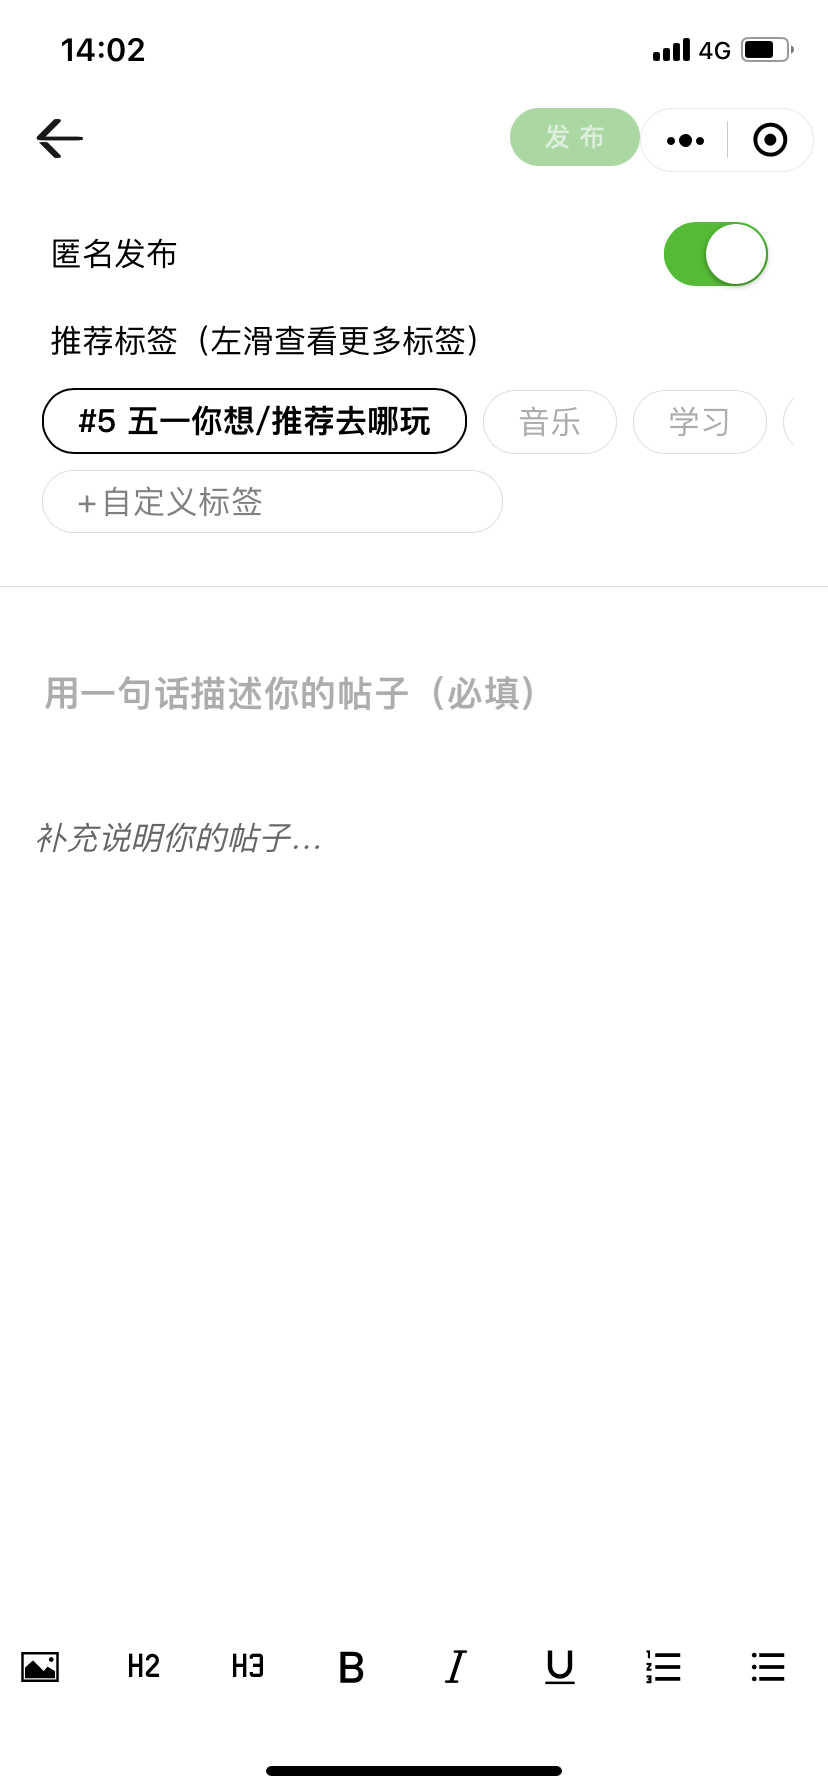 14:02
4G
发布
匿名发布
推荐标签（左滑查看更多标签）
#5 五一你想/推荐去哪玩
音乐
学习
+自定义标签
用一句话描述你的帖子（必填）
补充说明你的帖子...
H2
H3
B
I
U